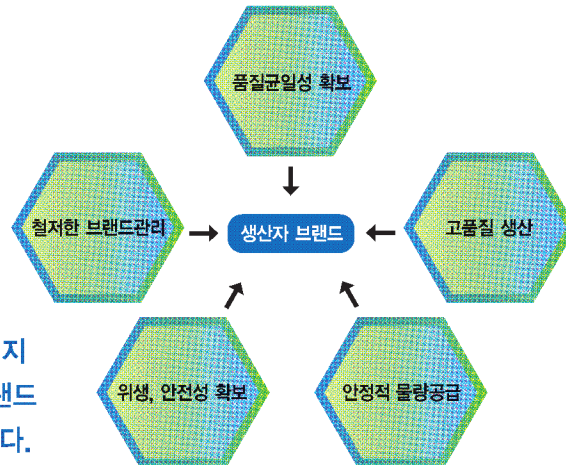 품질균일성 확보
철저한 브랜드관리
생산자 브랜드
고품질 생산
지
랜드
위생, 안전성 확보
안정적 물량공급
다.